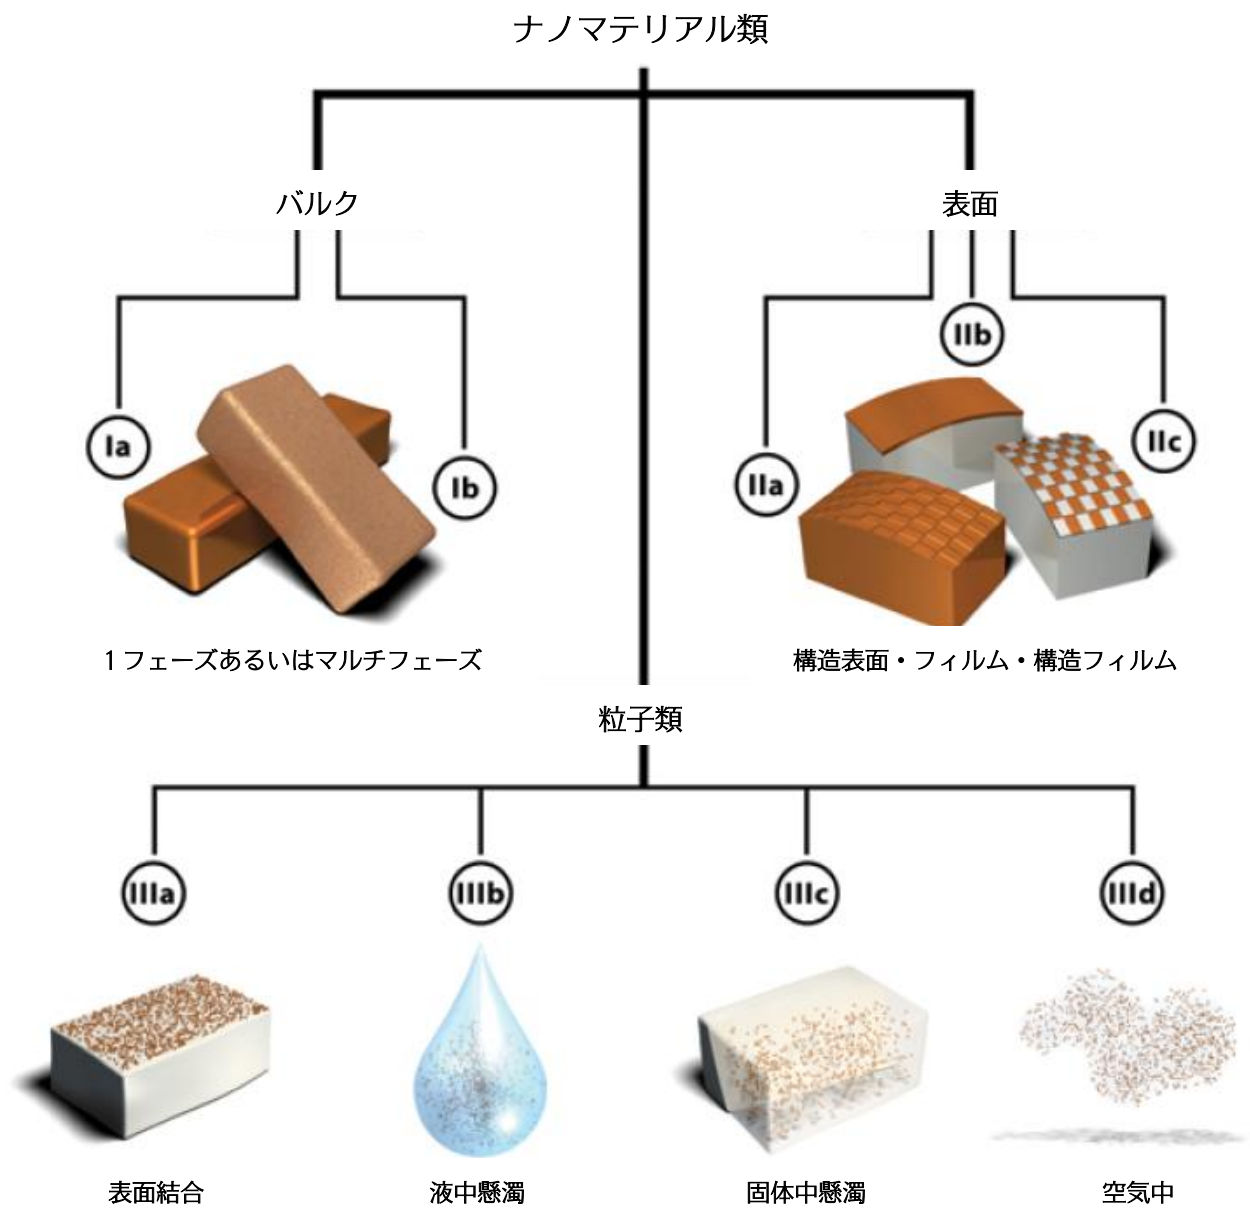 ナノマテリアル類
バルク
表面
Ia
Ib
IIa
IIb
IIc
1フェーズあるいはマルチフェーズ
構造表面・フィルム・構造フィルム
粒子類
IIIa
IIIb
IIIc
IIId
表面結合
液中懸濁
固体中懸濁
空気中